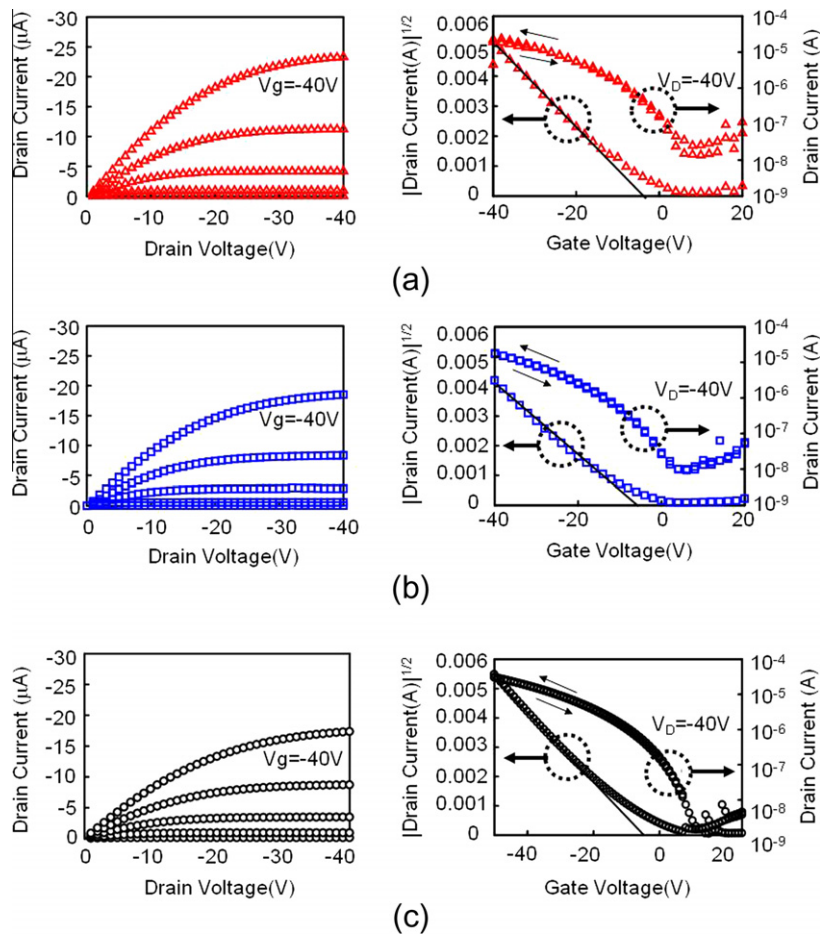 -30
-25
-20
-15
-10
-5
0
Drain Current (μA)
Vg=-40V
0 -10 -20 -30 -40
Drain Voltage(V)
0.006
0.005
0.004
0.003
0.002
0.001
0
|Drain Current(A)|1/2
VD=-40V
10-4
10-5
10-6
10-7
10-8
10-9
Drain Current (A)
-40 -20 0 20
Gate Voltage(V)
(a)
-30
-25
-20
-15
-10
-5
0
Drain Current (μA)
Vg=-40V
0 -10 -20 -30 -40
Drain Voltage(V)
0.006
0.005
0.004
0.003
0.002
0.001
0
|Drain Current(A)|1/2
VD=-40V
10-4
10-5
10-6
10-7
10-8
10-9
Drain Current (A)
-40 -20 0 20
Gate Voltage(V)
(b)
-30
-25
-20
-15
-10
-5
0
Drain Current (μA)
Vg=-40V
0 -10 -20 -30 -40
Drain Voltage(V)
0.006
0.005
0.004
0.003
0.002
0.001
0
|Drain Current(A)|1/2
VD=-40V
10-4
10-5
10-6
10-7
10-8
10-9
Drain Current (A)
-40 -20 0 20
Gate Voltage(V)
(c)